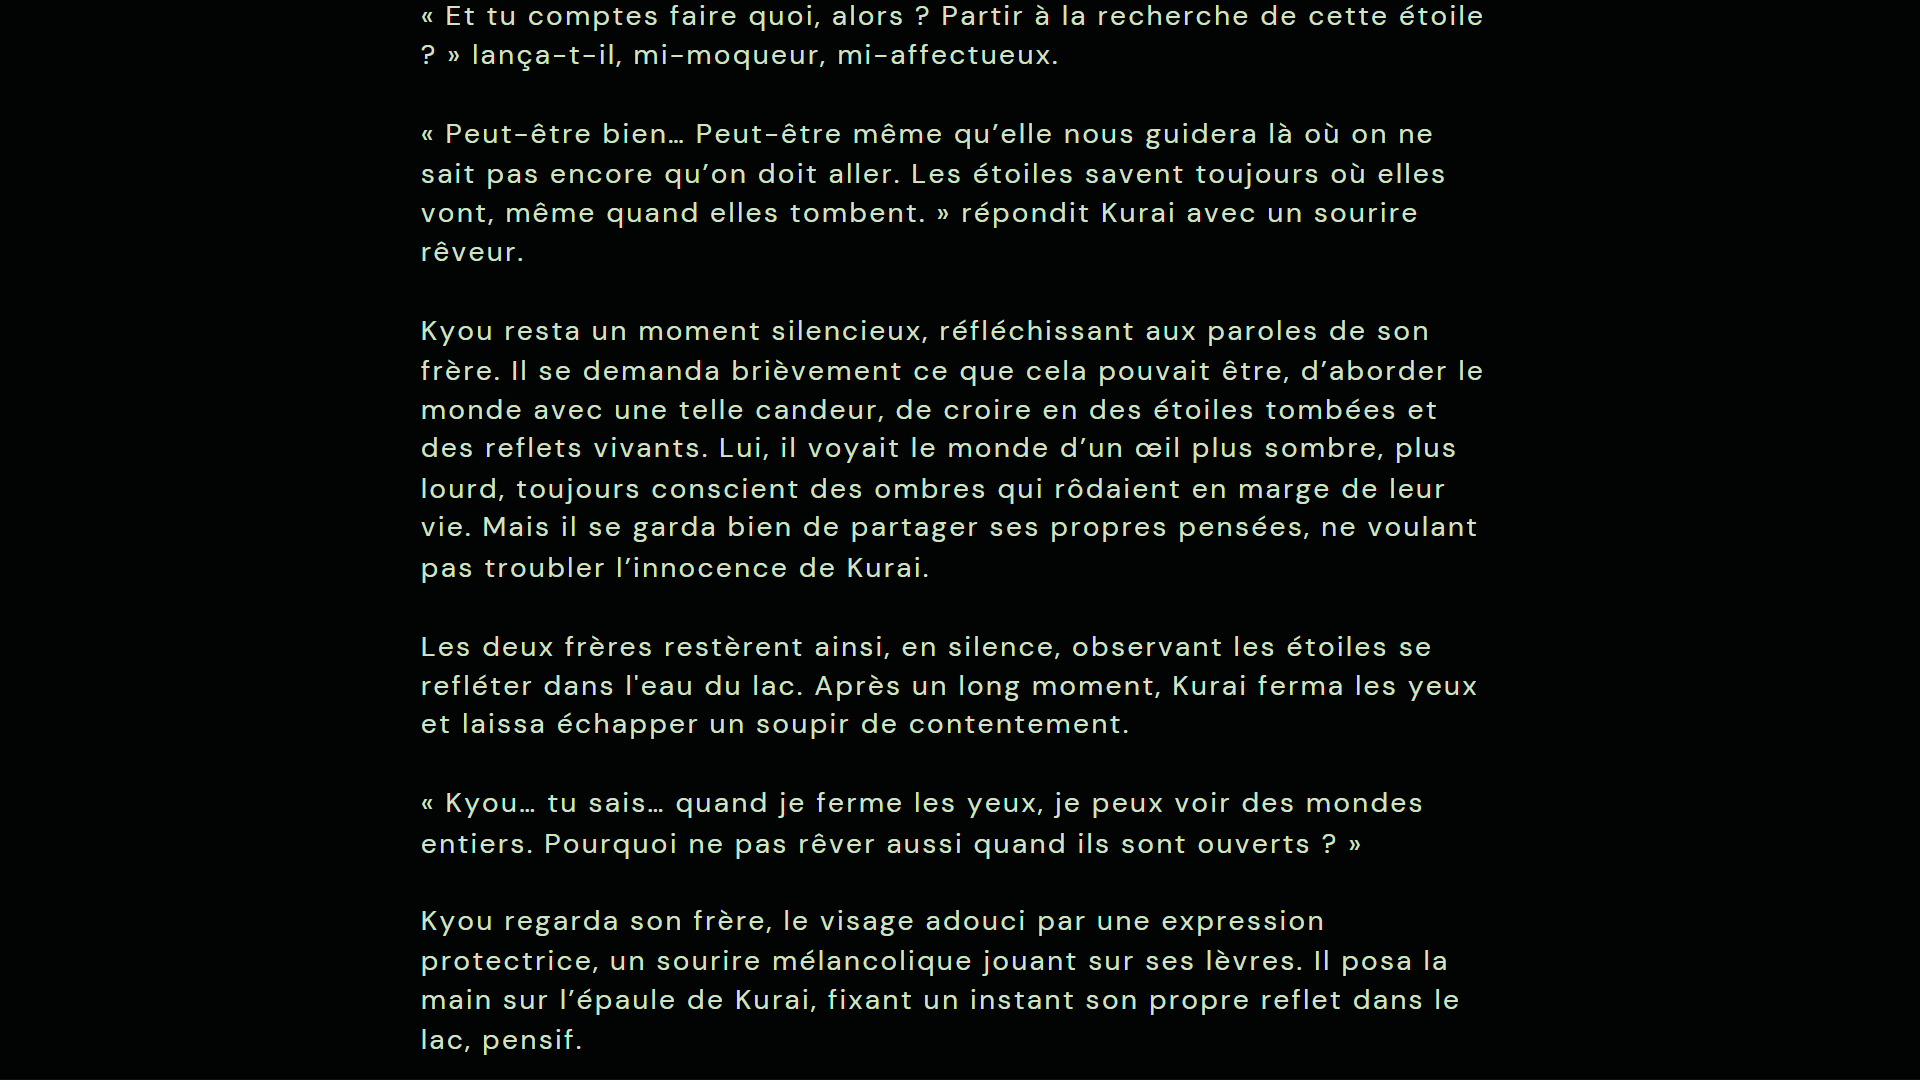 « Et tu comptes faire quoi, alors ? Partir à la recherche de cette étoile
? » lança-t-il, mi-moqueur, mi-affectueux.
« Peut-être bien… Peut-être même qu’elle nous guidera là où on ne
sait pas encore qu’on doit aller. Les étoiles savent toujours où elles
vont, même quand elles tombent. » répondit Kurai avec un sourire
rêveur.
Kyou resta un moment silencieux, réfléchissant aux paroles de son
frère. Il se demanda brièvement ce que cela pouvait être, d’aborder le
monde avec une telle candeur, de croire en des étoiles tombées et
des reflets vivants. Lui, il voyait le monde d’un œil plus sombre, plus
lourd, toujours conscient des ombres qui rôdaient en marge de leur
vie. Mais il se garda bien de partager ses propres pensées, ne voulant
pas troubler l’innocence de Kurai.
Les deux frères restèrent ainsi, en silence, observant les étoiles se
refléter dans l'eau du lac. Après un long moment, Kurai ferma les yeux
et laissa échapper un soupir de contentement.
« Kyou… tu sais… quand je ferme les yeux, je peux voir des mondes
entiers. Pourquoi ne pas rêver aussi quand ils sont ouverts ? »
Kyou regarda son frère, le visage adouci par une expression
protectrice, un sourire mélancolique jouant sur ses lèvres. Il posa la
main sur l’épaule de Kurai, fixant un instant son propre reflet dans le
lac, pensif.